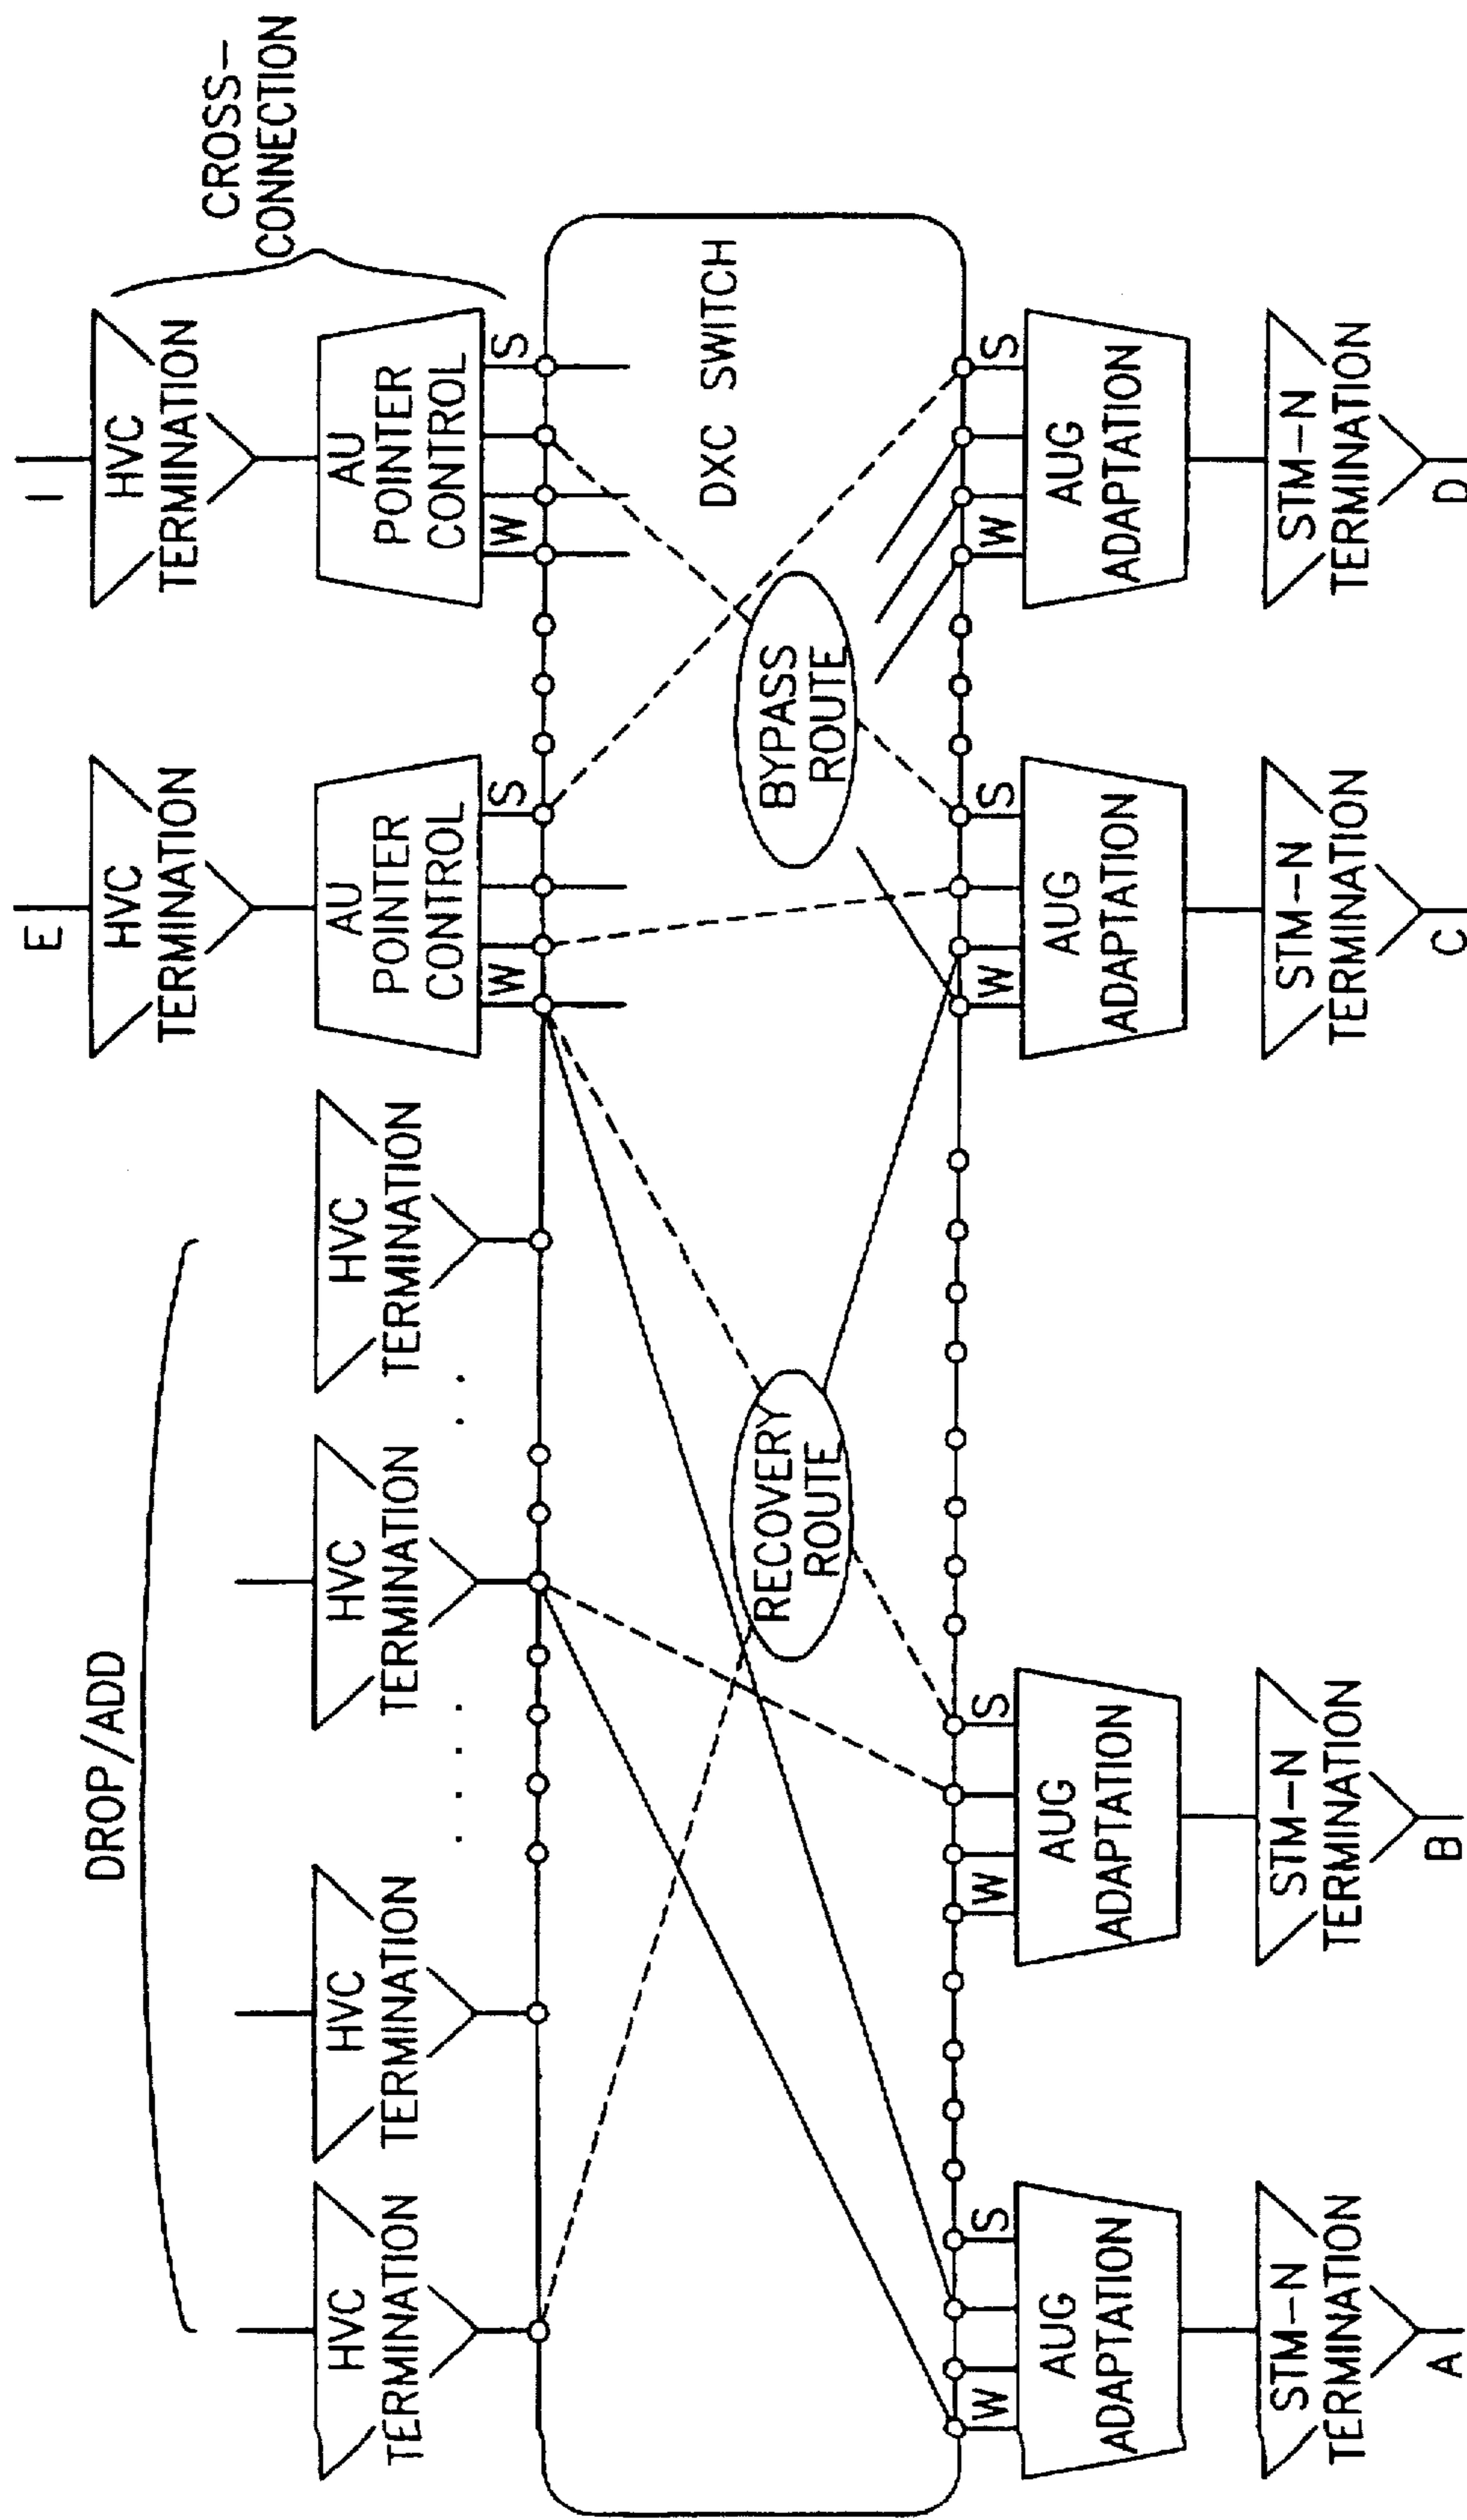 DROP/ADD
CROSS-
CONNECTION
E
I
HVC
TERMINATION
HVC
TERMINATION
HVC
TERMINATION
HVC
TERMINATION
HVC
TERMINATION
HVC
TERMINATION
AU
POINTER
CONTROL
AU
POINTER
CONTROL
W
S
W
S
DXC SWITCH
RECOVERY
ROUTE
BYPASS
ROUTE
W
S
W
S
W
S
W
S
AUG
ADAPTATION
AUG
ADAPTATION
AUG
ADAPTATION
AUG
ADAPTATION
STM-N
TERMINATION
STM-N
TERMINATION
STM-N
TERMINATION
STM-N
TERMINATION
A
B
C
D